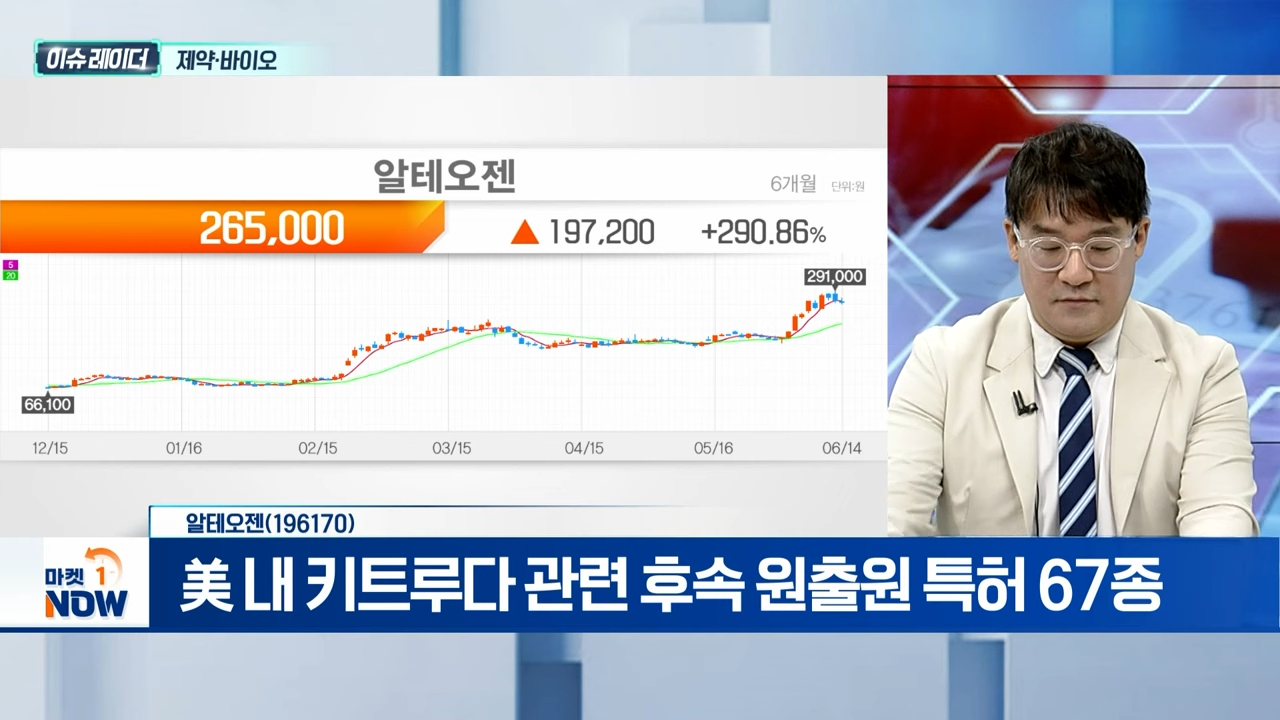 이슈레이더 제약·바이오
알테오젠
6개월 단위:원
265,000 ▲ 197,200 +290.86%
5
20
291,000
66,100
12/15 01/16 02/15 03/15 04/15 05/16 06/14
알테오젠(196170)
마켓 1
NOW
美 내 키트루다 관련 후속 원출원 특허 67종